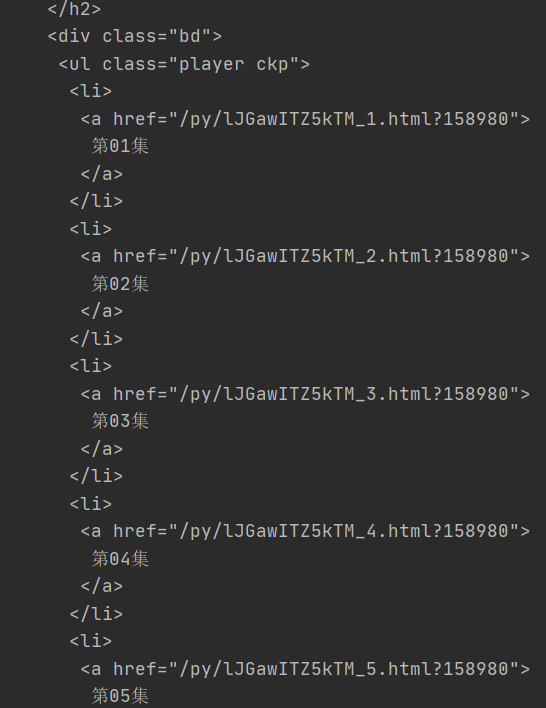 </h2>
<div class="bd">
<ul class="player ckp">
<li>
<a href="/py/lJGawITZ5kTM_1.html?158980">
第01集
</a>
</li>
<li>
<a href="/py/lJGawITZ5kTM_2.html?158980">
第02集
</a>
</li>
<li>
<a href="/py/lJGawITZ5kTM_3.html?158980">
第03集
</a>
</li>
<li>
<a href="/py/lJGawITZ5kTM_4.html?158980">
第04集
</a>
</li>
<li>
<a href="/py/lJGawITZ5kTM_5.html?158980">
第05集